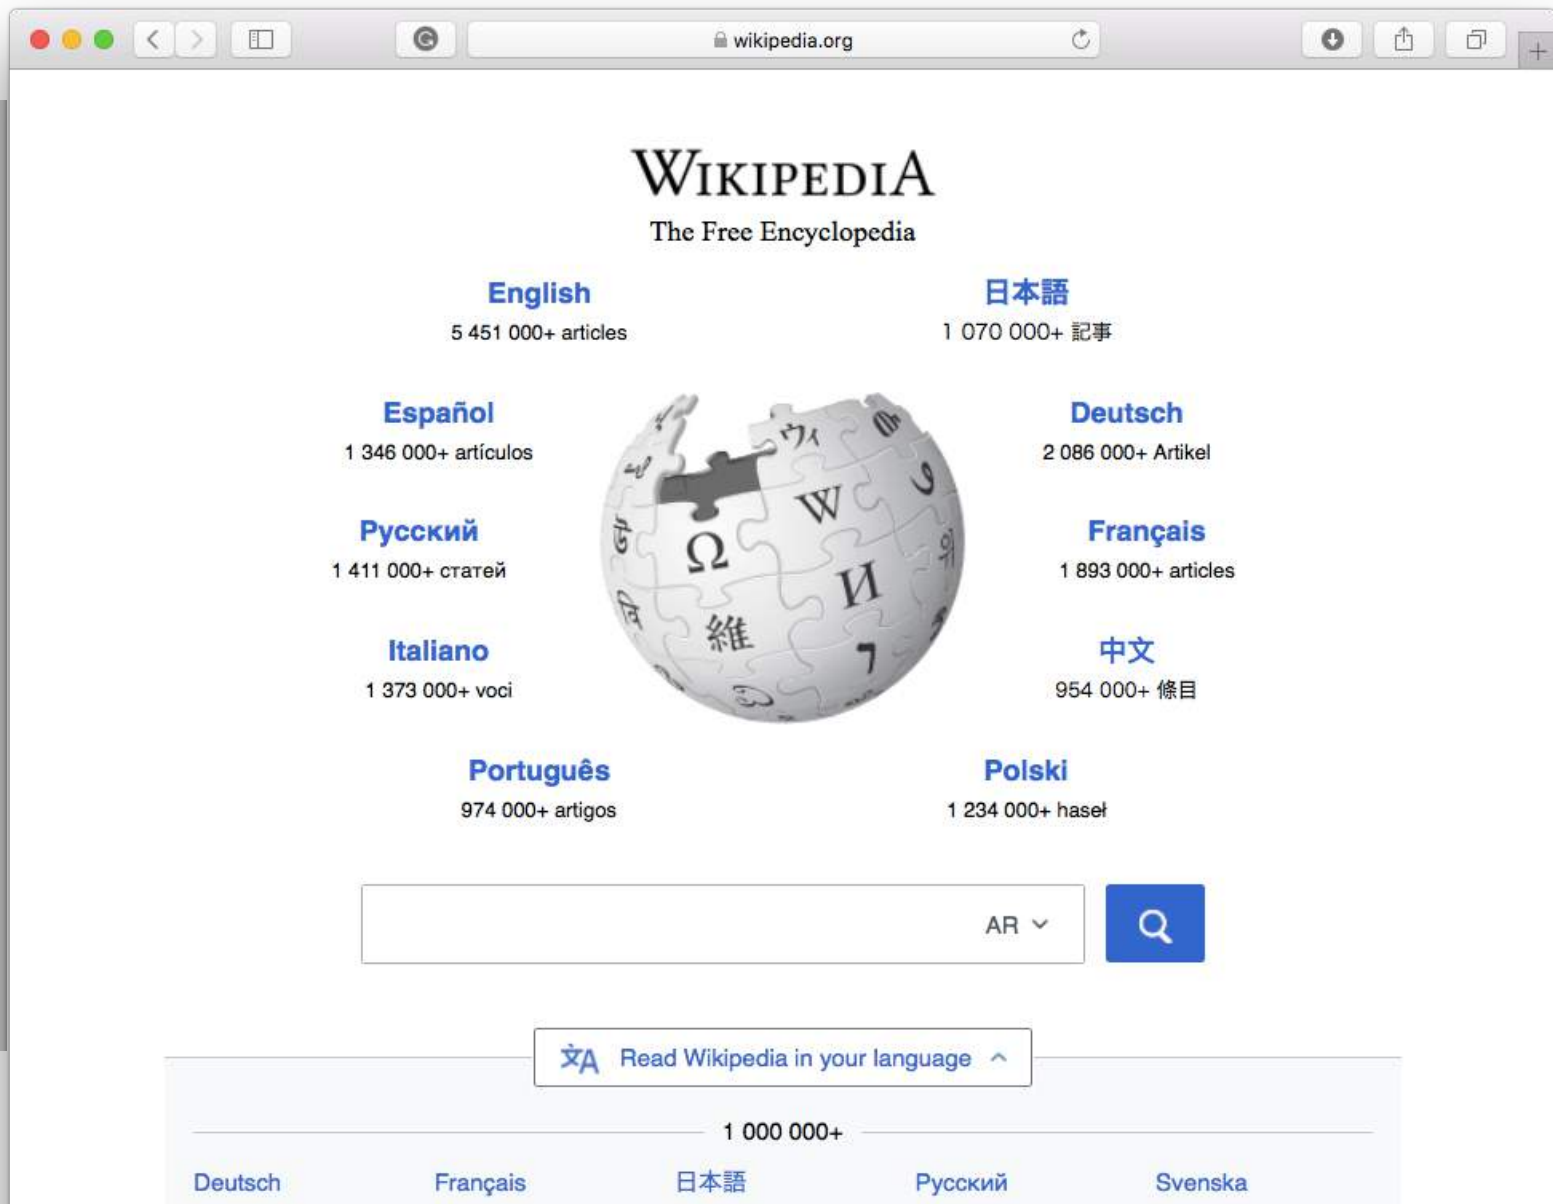 wikipedia.org
WIKIPEDIA
The Free Encyclopedia
English
5 451 000+ articles
日本語
1 070 000+ 記事
Español
1 346 000+ artículos
Deutsch
2 086 000+ Artikel
Русский
1 411 000+ статей
Français
1 893 000+ articles
Italiano
1 373 000+ voci
中文
954 000+ 條目
Português
974 000+ artigos
Polski
1 234 000+ haseł
Ω
W
И
維
ウィ
AR
Read Wikipedia in your language
1 000 000+
Deutsch Français 日本語 Русский Svenska